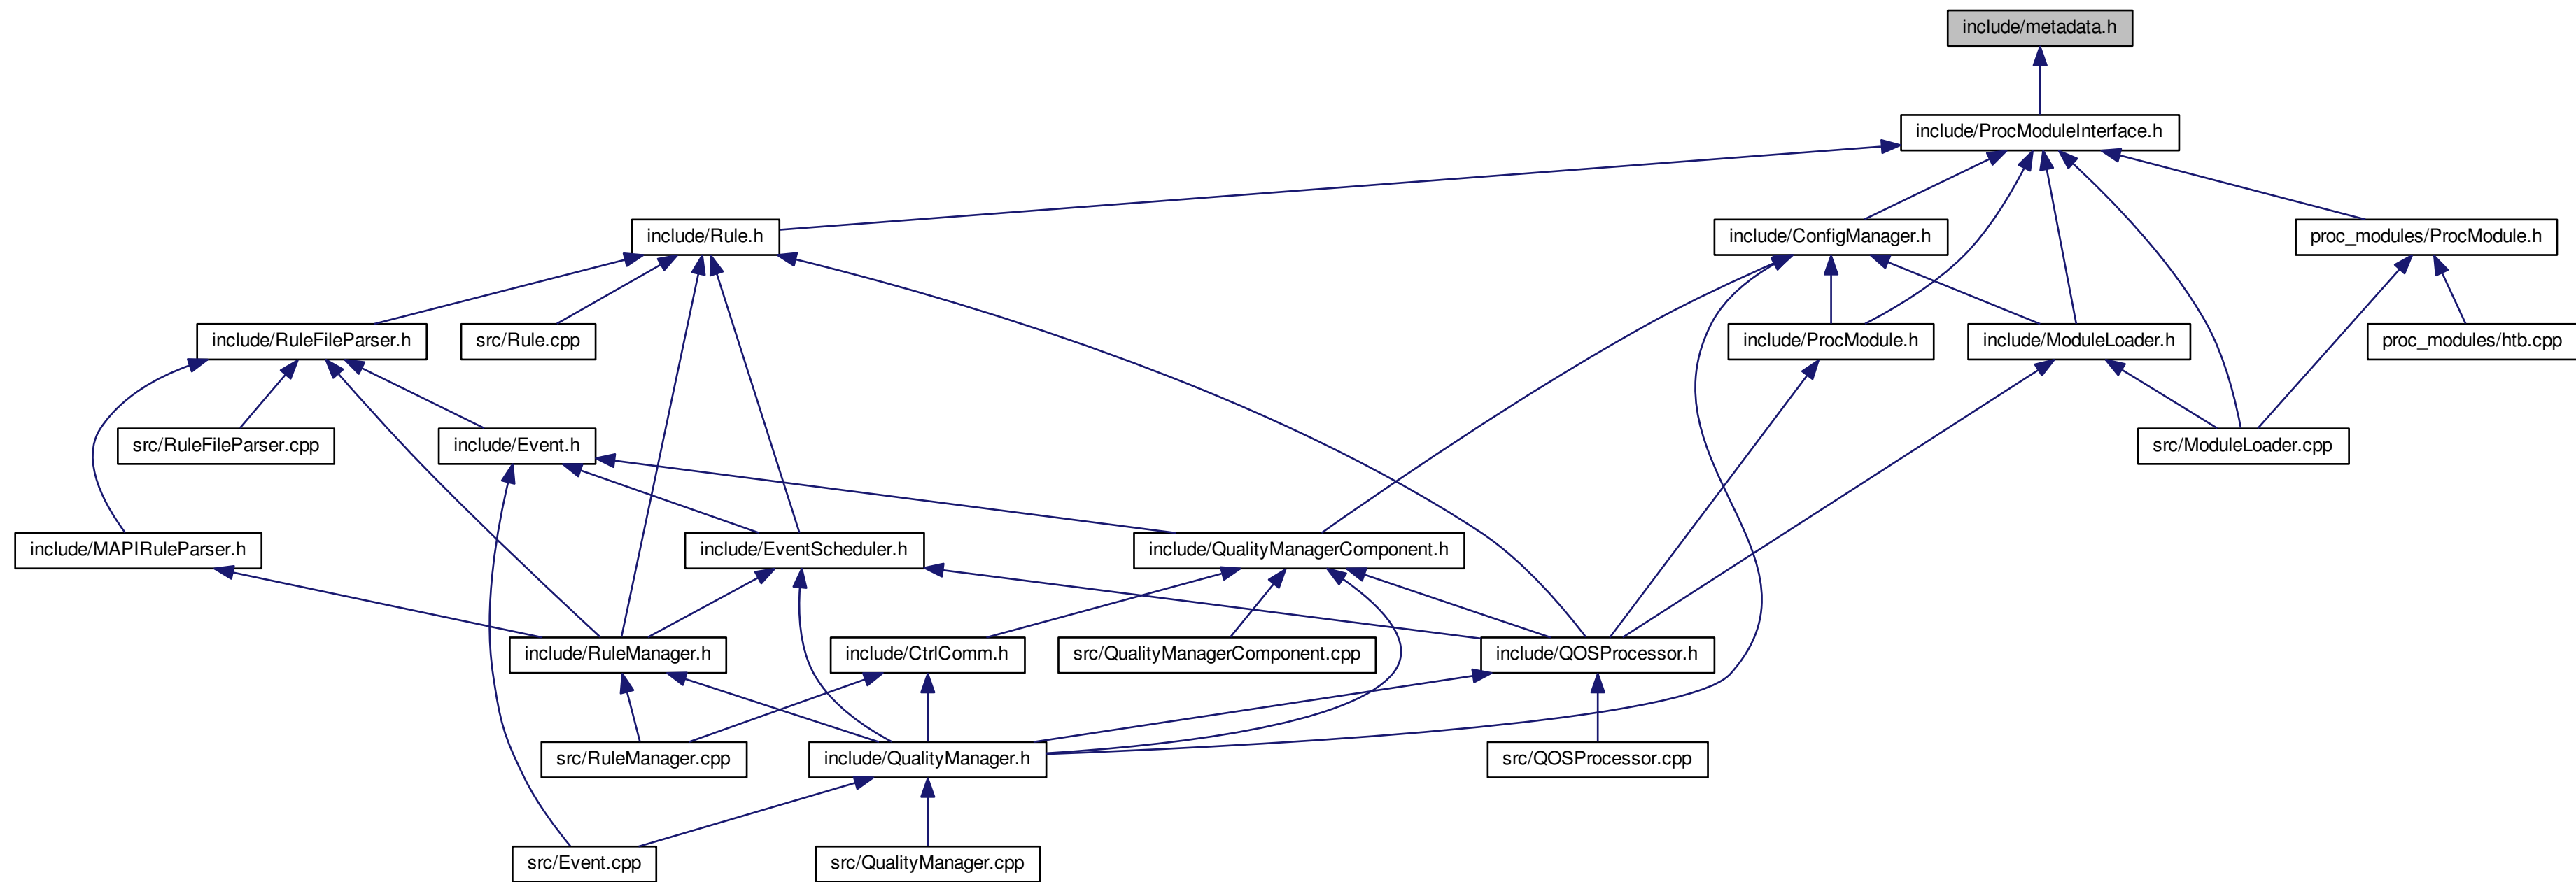 include/metadata.h
include/ProcModuleInterface.h
include/Rule.h
include/ConfigManager.h
proc_modules/ProcModule.h
include/RuleFileParser.h
src/Rule.cpp
include/ProcModule.h
include/ModuleLoader.h
proc_modules/htb.cpp
src/RuleFileParser.cpp
include/Event.h
src/ModuleLoader.cpp
include/MAPIRuleParser.h
include/EventScheduler.h
include/QualityManagerComponent.h
include/RuleManager.h
include/CtrlComm.h
src/QualityManagerComponent.cpp
include/QOSProcessor.h
src/RuleManager.cpp
include/QualityManager.h
src/QOSProcessor.cpp
src/Event.cpp
src/QualityManager.cpp